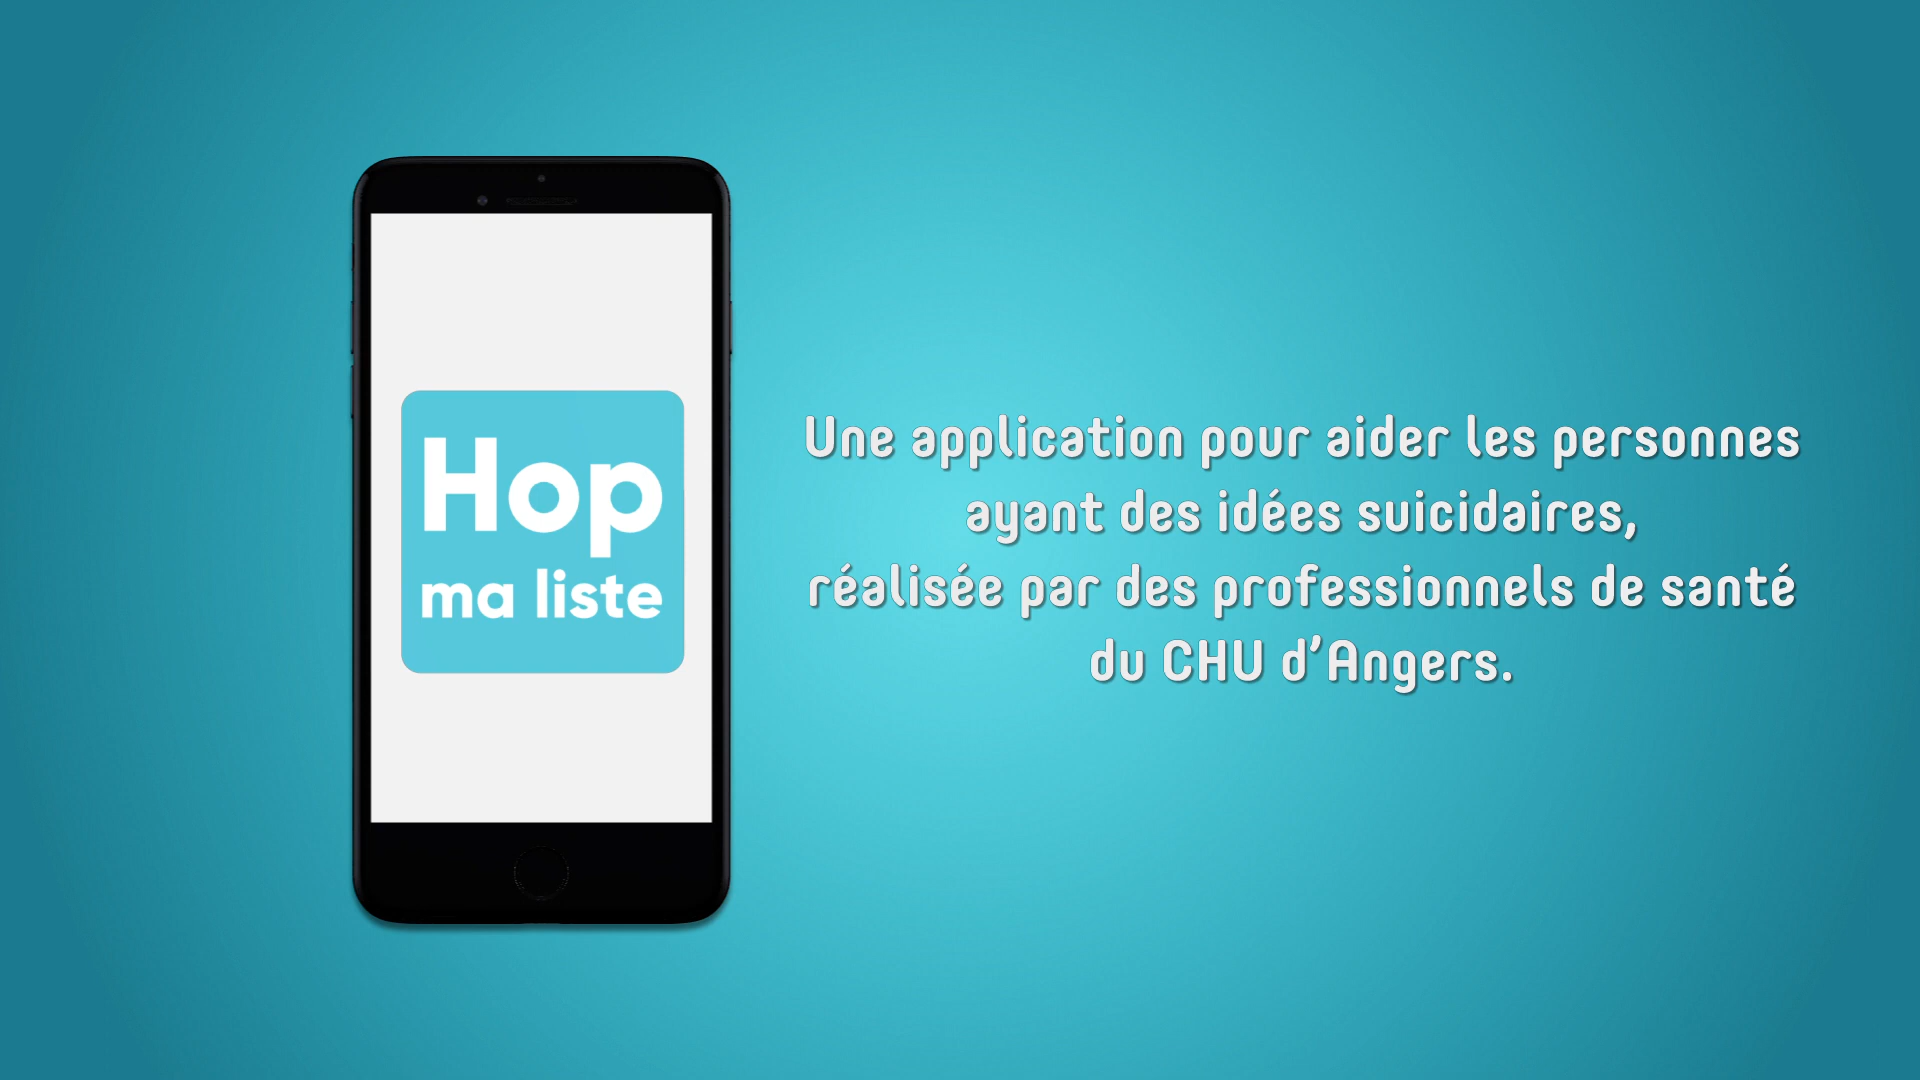 Hop
ma liste
Une application pour aider les personnes
ayant des idées suicidaires,
réalisée par des professionnels de santé
du CHU d’Angers.